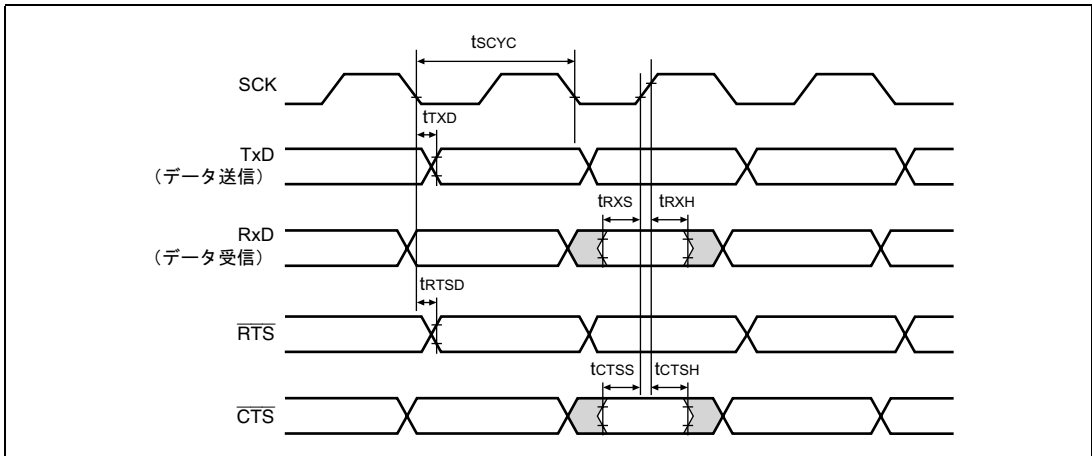 tSCYC
SCK
tTXD
TxD
（データ送信）
tRXS tRXH
RxD
（データ受信）
tRTSD
RTS
tCTSS tCTSH
CTS